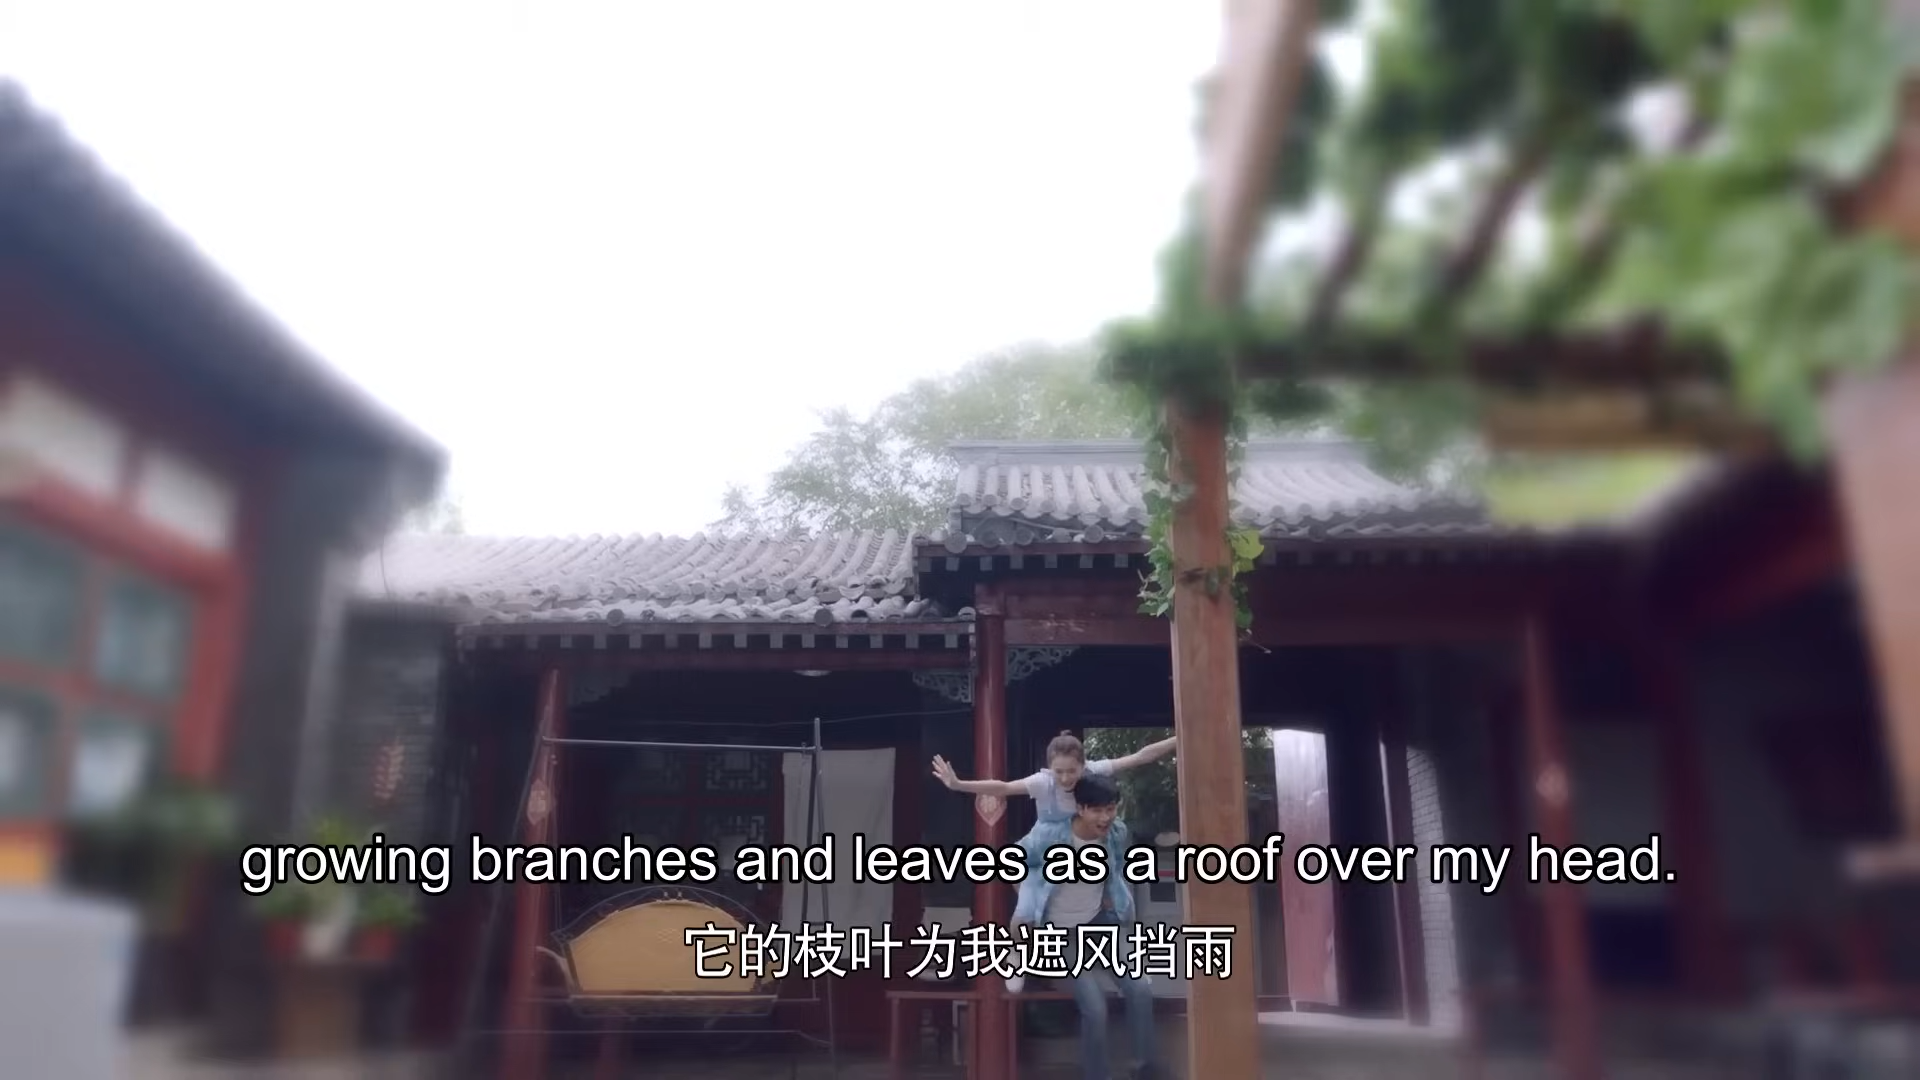 growing branches and leaves as a roof over my head.
它的枝叶为我遮风挡雨